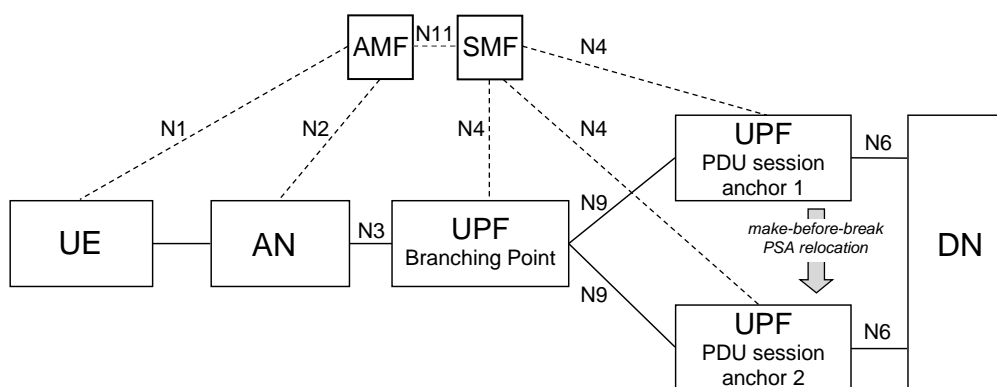 AMF
N11
SMF
N4
N1
N2
N4
N4
UE
AN
N3
UPF
Branching Point
N9
N9
UPF
PDU session
anchor 1
N6
make-before-break
PSA relocation
UPF
PDU session
anchor 2
N6
DN